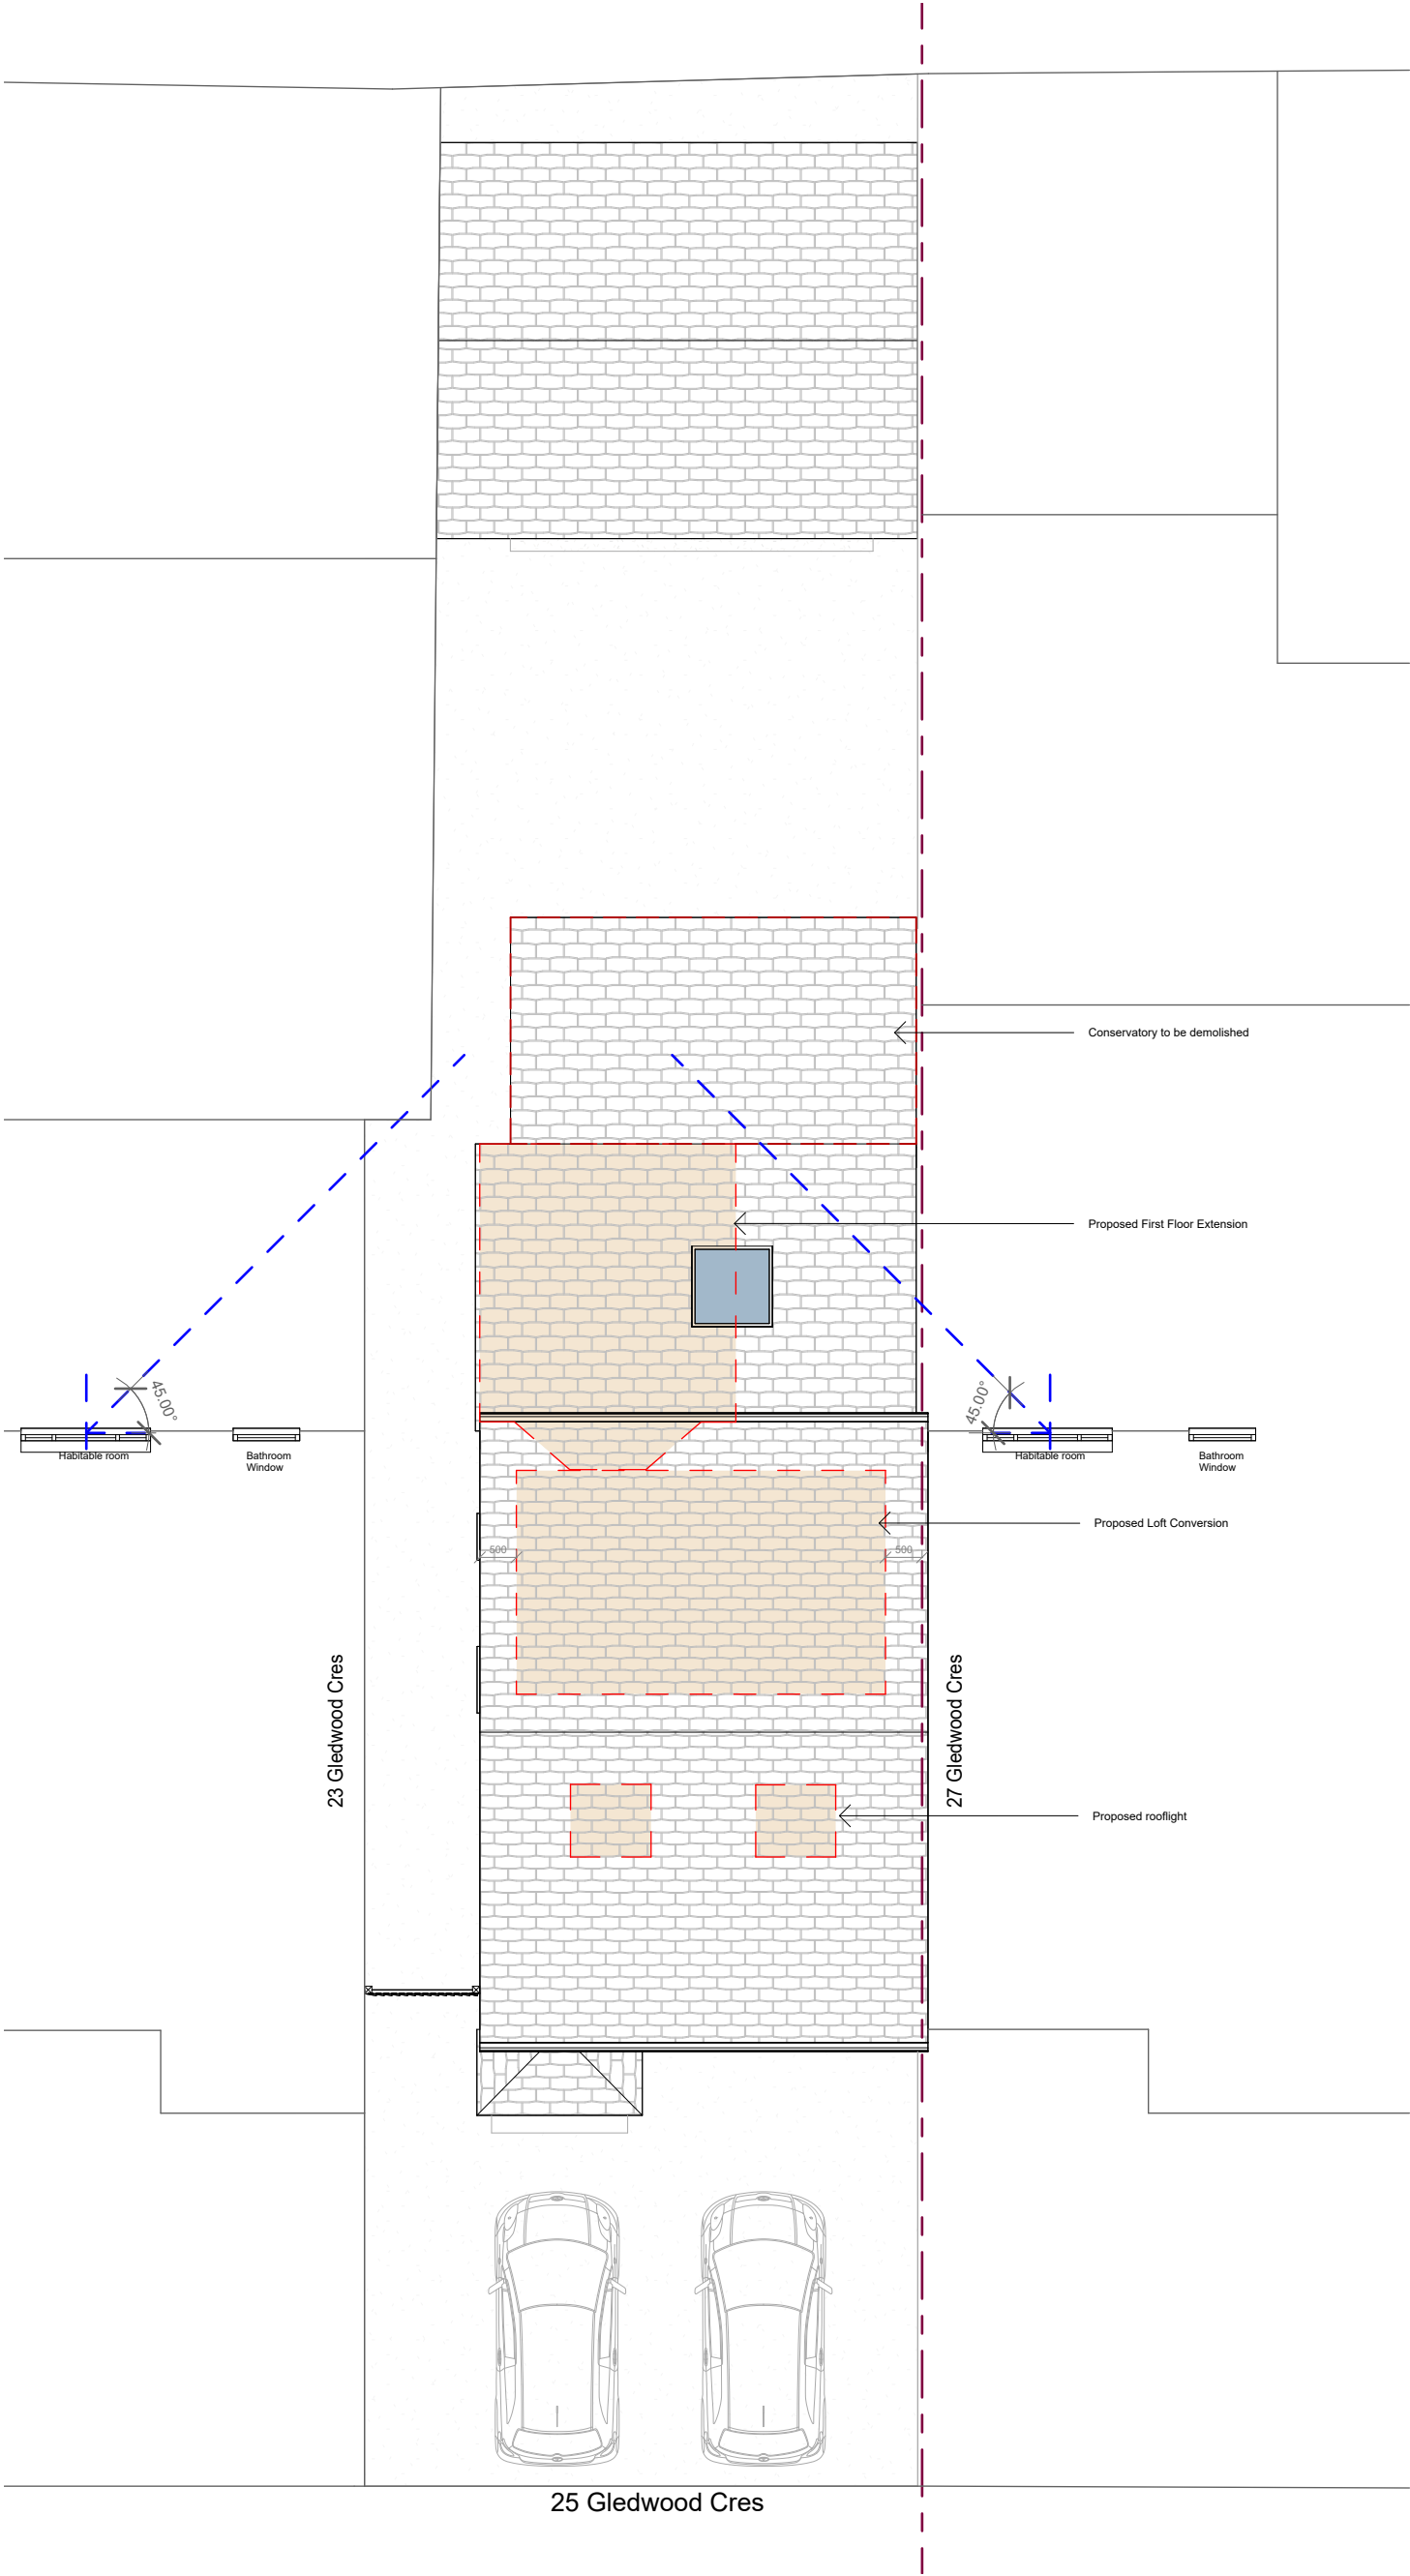 Conservatory to be demolished
Proposed First Floor Extension
45.00°
45.00°
Habitable room
Bathroom
Window
Habitable room
Bathroom
Window
Proposed Loft Conversion
500
500
23 Gledwood Cres
27 Gledwood Cres
Proposed rooflight
25 Gledwood Cres